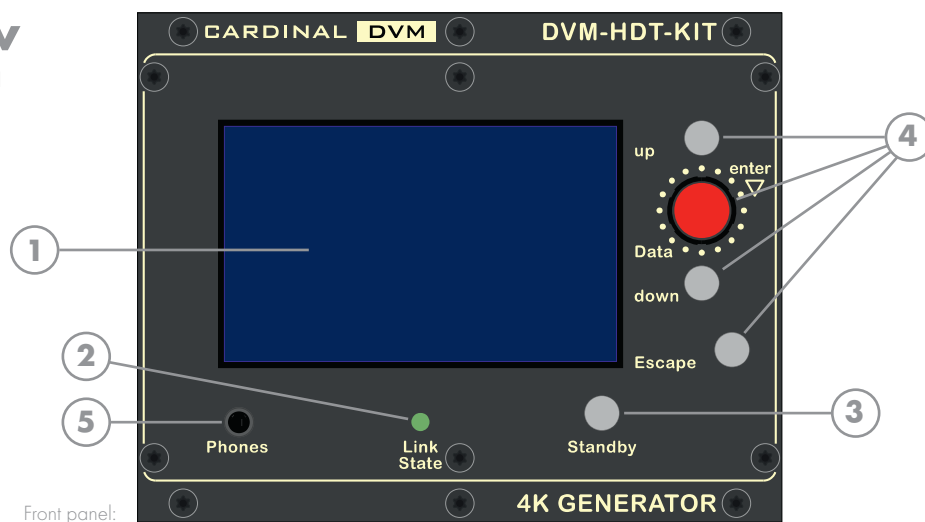 CARDINAL DVM
DVM-HDT-KIT
up
enter
4
Data
1
down
2
Escape
5
3
Phones
Link
State
Standby
4K GENERATOR
Front panel: